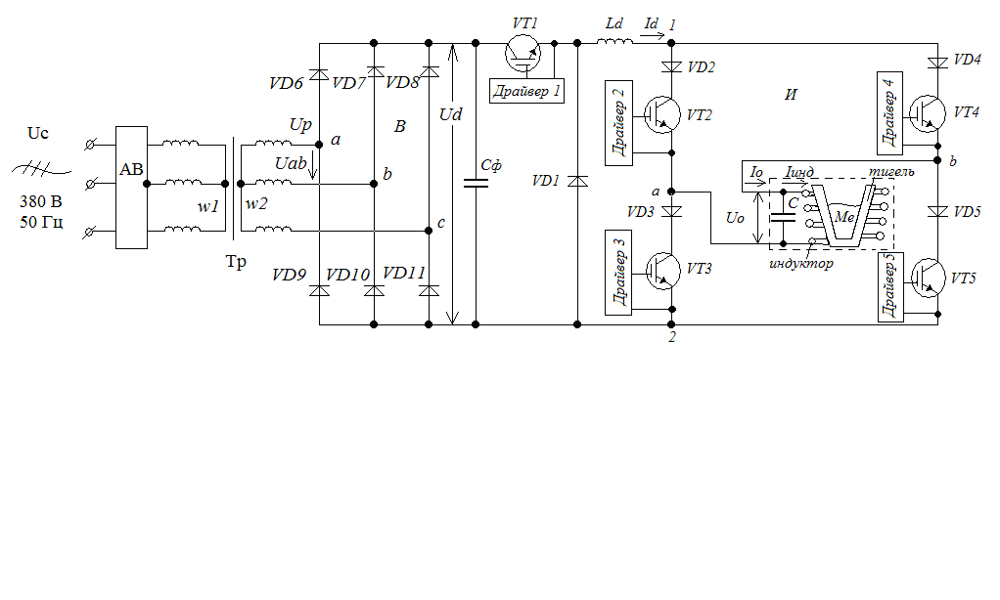 VT1
Ld
Id
1
VD6
VD7
VD8
Драйвер 1
VD2
VD4
Драйвер 2
VT2
И
Драйвер 4
VT4
Uc
380 В
50 Гц
АВ
w1
w2
Тр
Up
a
Uab
b
c
В
Ud
Cф
VD1
a
b
Io
Iинд
тигель
C
Me
Uo
индуктор
VD3
VD5
VD9
VD10
VD11
Драйвер 3
VT3
Драйвер 5
VT5
2